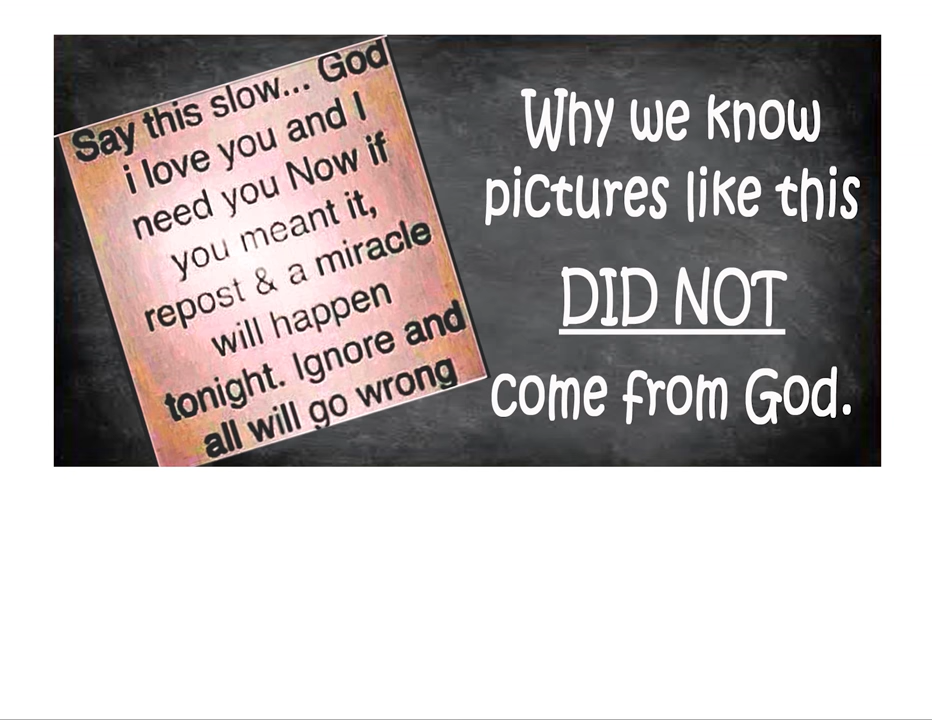 Say this slow... God
i love you and I
need you Now if
you meant it,
repost & a miracle
will happen
tonight. Ignore and
all will go wrong
Why we know
pictures like this
DID NOT
come from God.